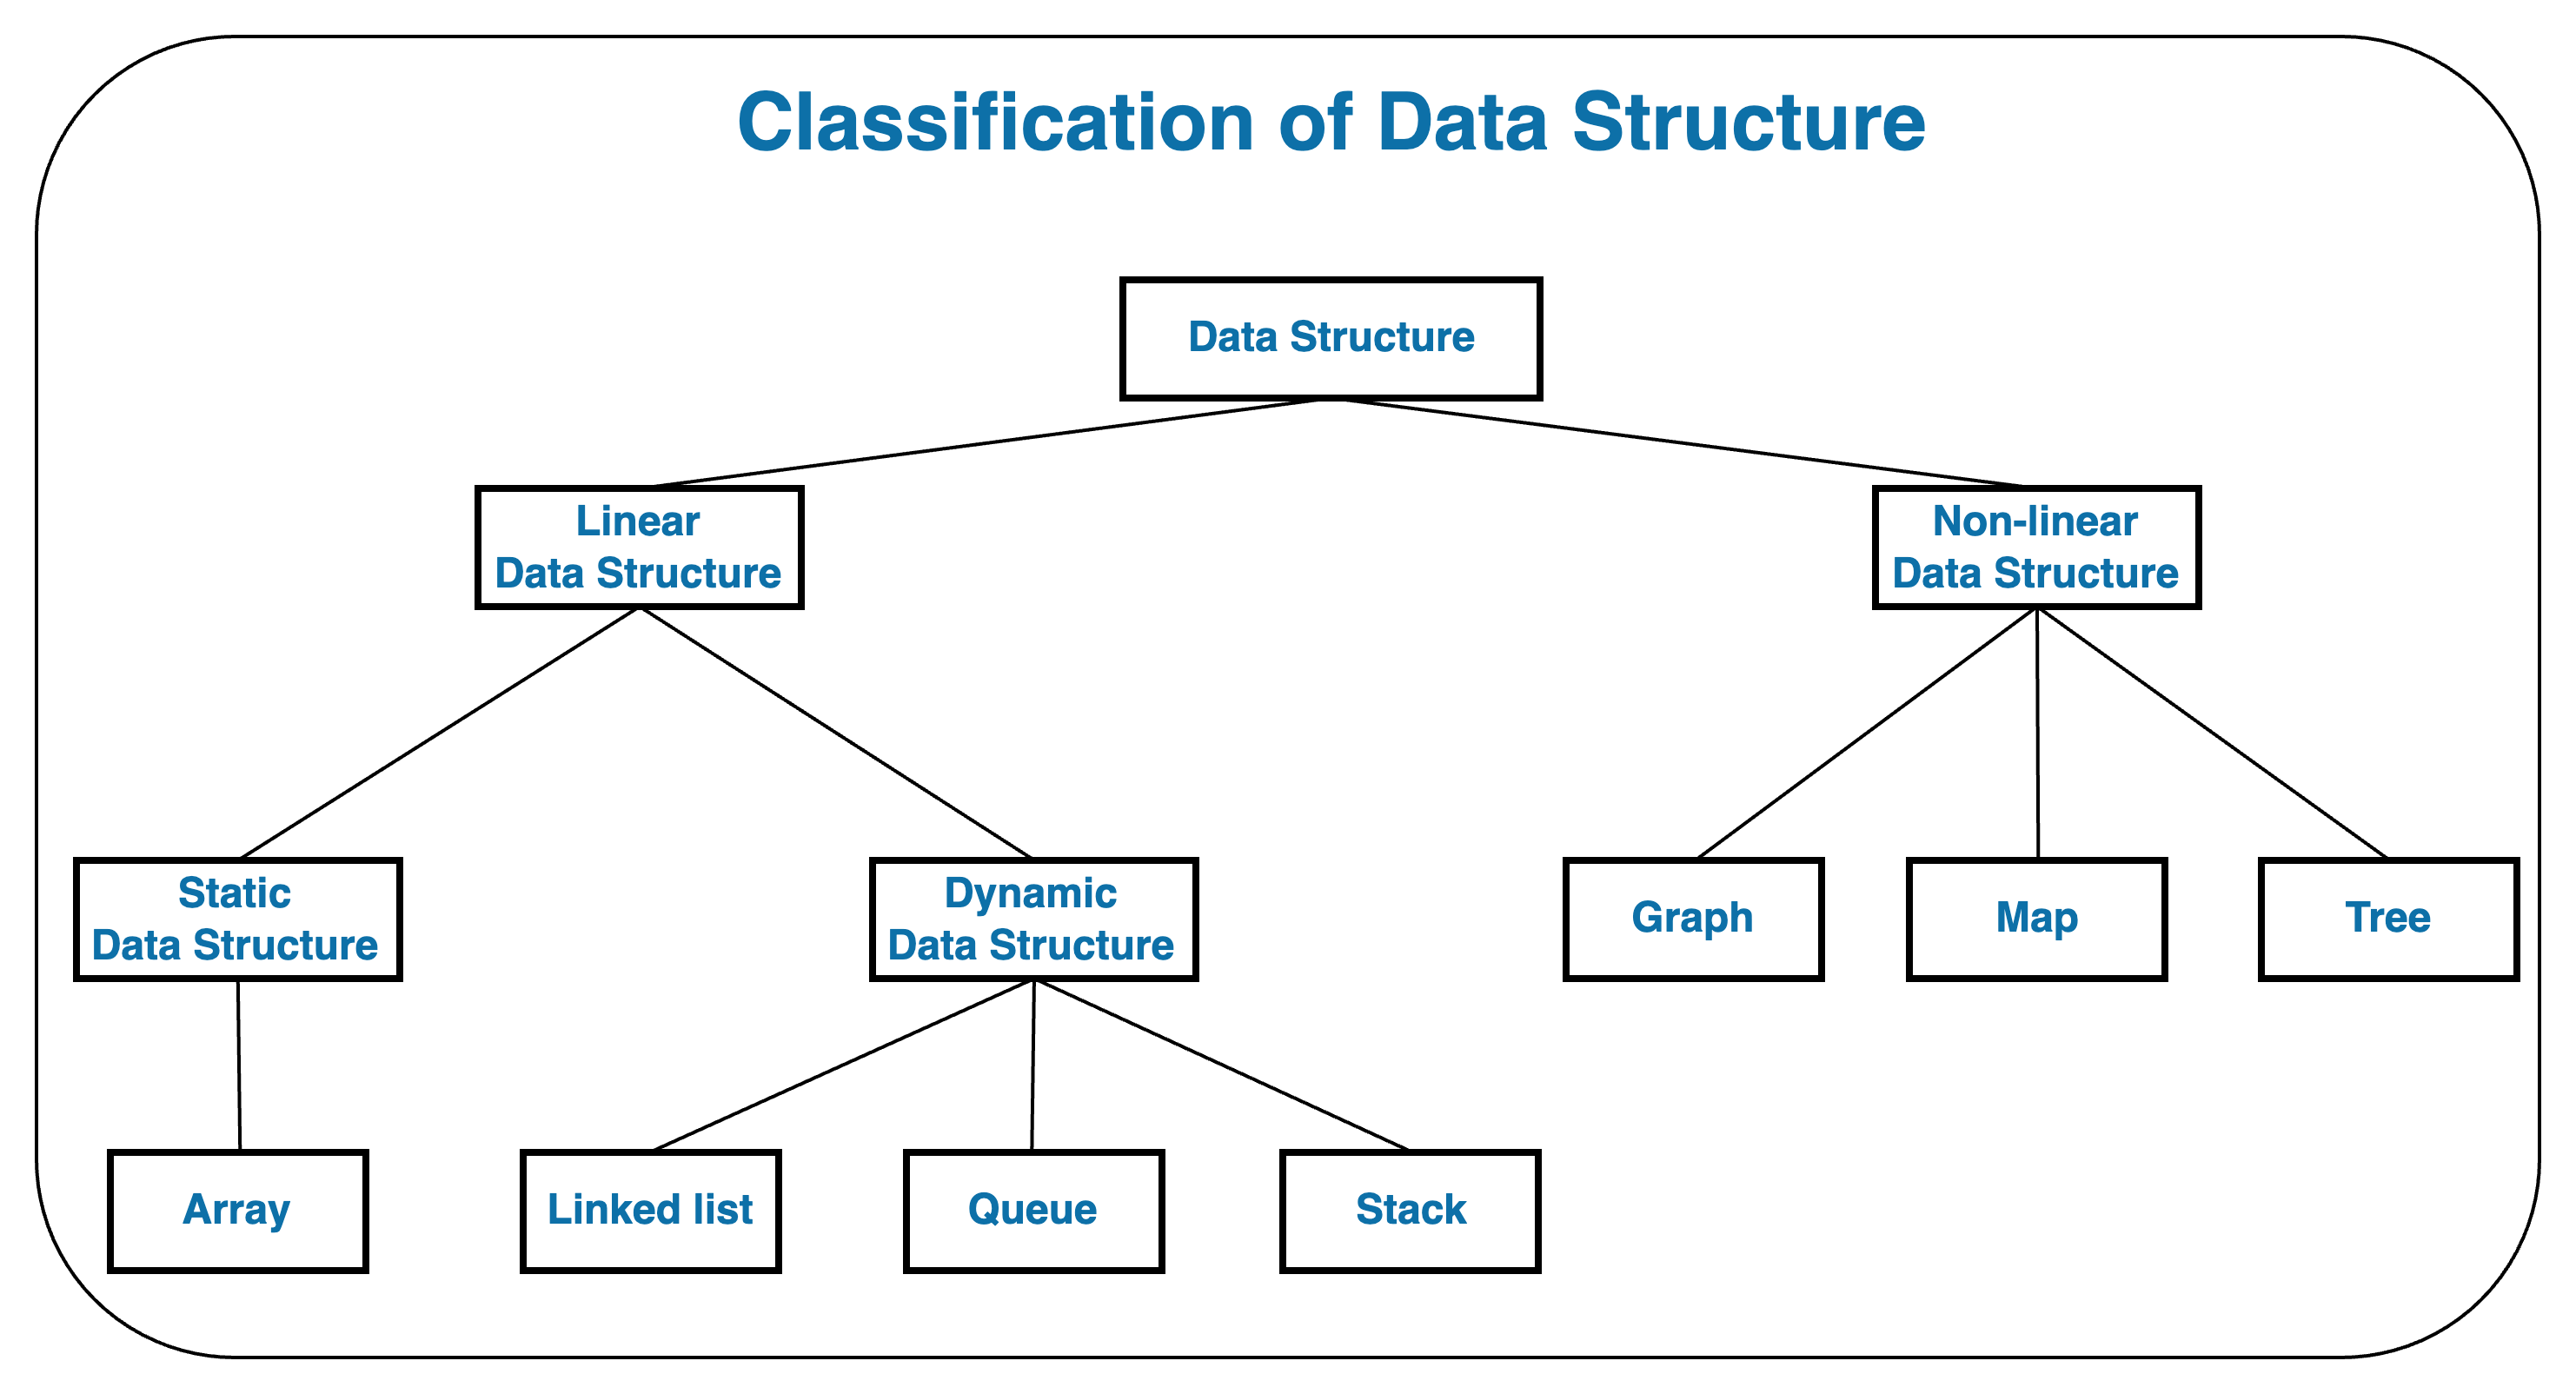 Classification of Data Structure
Data Structure
Linear
Data Structure
Non-linear
Data Structure
Static
Data Structure
Dynamic
Data Structure
Graph
Map
Tree
Array
Linked list
Queue
Stack